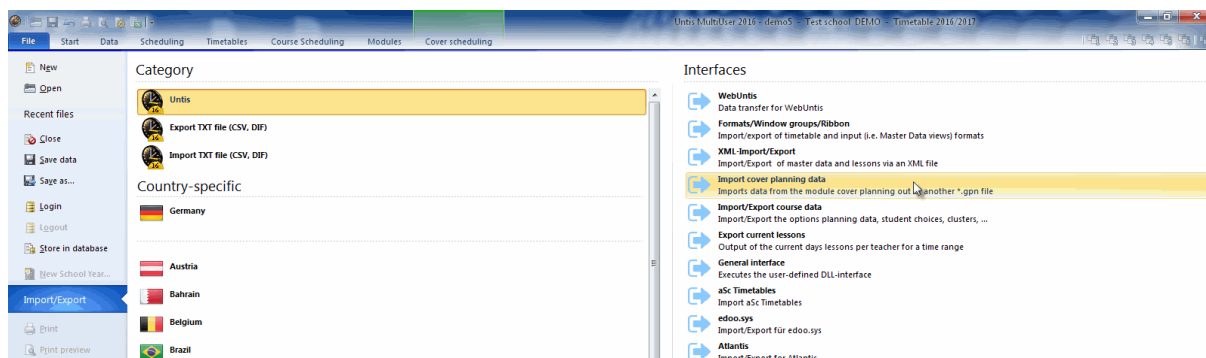 Untis MultiUser 2016 - demo5 - Test school DEMO - Timetable 2016/2017
File Start Data Scheduling Timetables Course Scheduling Modules Cover scheduling
New
Open
Recent files
Close
Save data
Save as...
Login
Logout
Store in database
New School Year...
Import/Export
Print
Print preview
Category
Untis
Export TXT file (CSV, DIF)
Import TXT file (CSV, DIF)
Country-specific
Germany
Austria
Bahrain
Belgium
Brazil
Interfaces
WebUntis
Data transfer for WebUntis
Formats/Window groups/Ribbon
Import/export of timetable and input (i.e. Master Data views) formats
XML-Import/Export
Import/Export of master data and lessons via an XML file
Import cover planning data
Imports data from the module cover planning out another *.gpn file
Import/Export course data
Import/Export the options planning data, student choices, clusters, ...
Export current lessons
Output of the current days lessons per teacher for a time range
General interface
Executes the user-defined DLL-interface
aSc Timetables
Import aSc Timetables
edoo.sys
Import/Export für edoo.sys
Atlantis
Import/Export for Atlantis